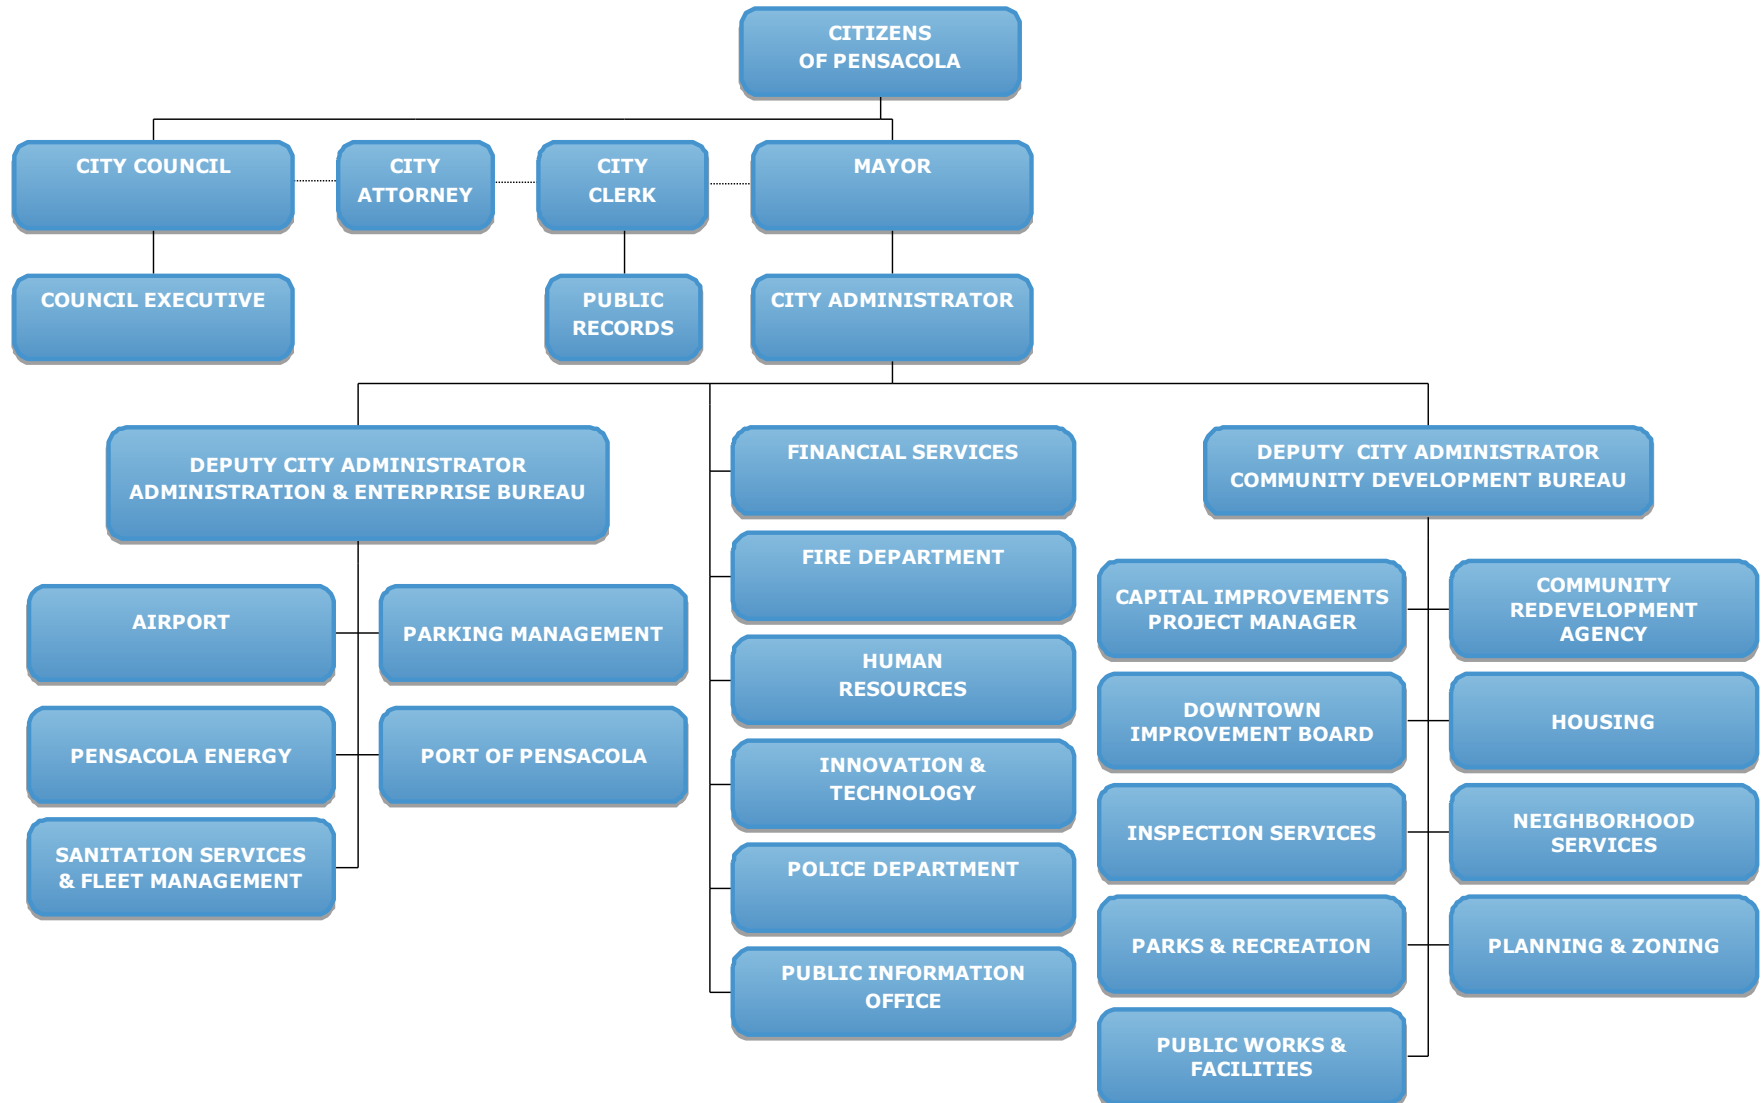 CITIZENS
OF PENSACOLA
CITY COUNCIL
CITY
ATTORNEY
CITY
CLERK
MAYOR
COUNCIL EXECUTIVE
PUBLIC
RECORDS
CITY ADMINISTRATOR
DEPUTY CITY ADMINISTRATOR
ADMINISTRATION & ENTERPRISE BUREAU
AIRPORT
PARKING MANAGEMENT
PENSACOLA ENERGY
PORT OF PENSACOLA
SANITATION SERVICES
& FLEET MANAGEMENT
FINANCIAL SERVICES
FIRE DEPARTMENT
HUMAN
RESOURCES
INNOVATION &
TECHNOLOGY
POLICE DEPARTMENT
PUBLIC INFORMATION
OFFICE
DEPUTY CITY ADMINISTRATOR
COMMUNITY DEVELOPMENT BUREAU
CAPITAL IMPROVEMENTS
PROJECT MANAGER
COMMUNITY
REDEVELOPMENT
AGENCY
DOWNTOWN
IMPROVEMENT BOARD
HOUSING
INSPECTION SERVICES
NEIGHBORHOOD
SERVICES
PARKS & RECREATION
PLANNING & ZONING
PUBLIC WORKS &
FACILITIES